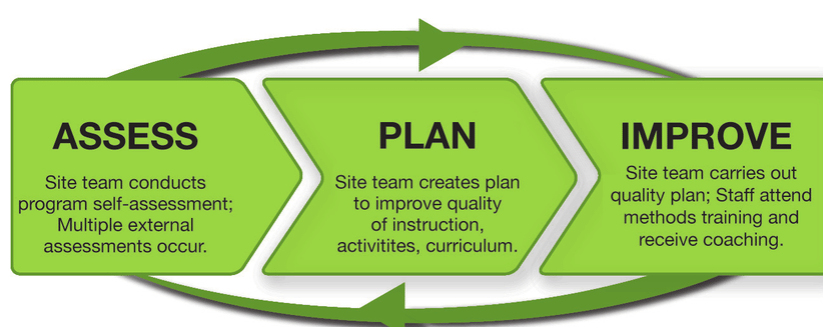 ASSESS
Site team conducts
program self-assessment;
Multiple external
assessments occur.
PLAN
Site team creates plan
to improve quality
of instruction,
activitites, curriculum.
IMPROVE
Site team carries out
quality plan; Staff attend
methods training and
receive coaching.